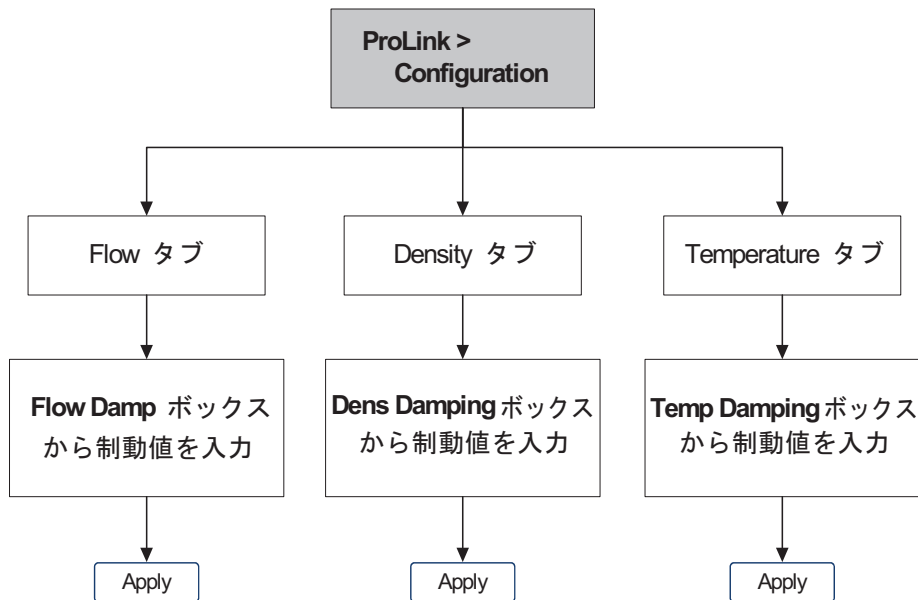 ProLink >
Configuration
Flow タブ
Density タブ
Temperature タブ
Flow Damp ボックス
から制動値を入力
Dens Damping ボックス
から制動値を入力
Temp Damping ボックス
から制動値を入力
Apply
Apply
Apply